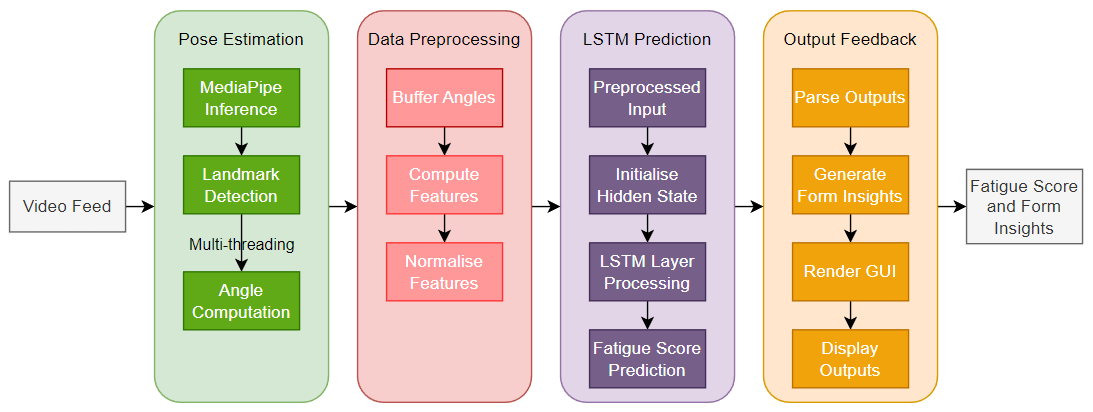 Video Feed
Pose Estimation
MediaPipe
Inference
Landmark
Detection
Multi-threading
Angle
Computation
Data Preprocessing
Buffer Angles
Compute
Features
Normalise
Features
LSTM Prediction
Preprocessed
Input
Initialise
Hidden State
LSTM Layer
Processing
Fatigue Score
Prediction
Output Feedback
Parse Outputs
Generate
Form Insights
Render GUI
Display
Outputs
Fatigue Score
and Form
Insights